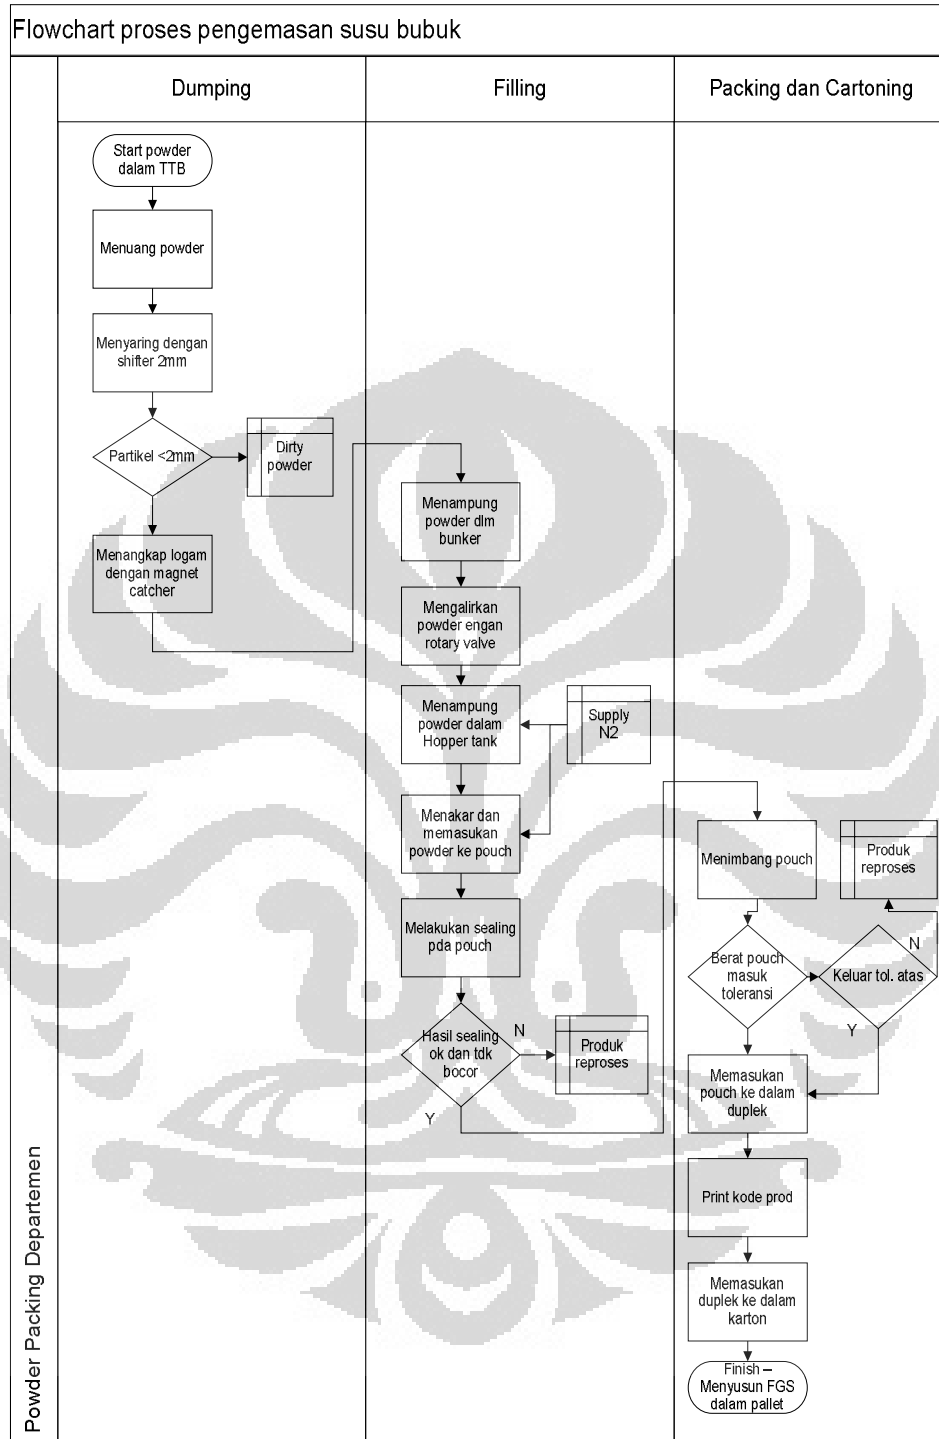 Flowchart proses pengemasan susu bubuk
Powder Packing Departemen
Dumping
Filling
Packing dan Cartoning
Start powder
dalam TTB
Menuang powder
Menyaring dengan
shifter 2mm
Partikel <2mm
Dirty
powder
Menangkap logam
dengan magnet
catcher
Menampung
powder dlm
bunker
Mengalirkan
powder engan
rotary valve
Menampung
powder dalam
Hopper tank
Supply
N2
Menakar dan
memasukan
powder ke pouch
Melakukan sealing
pda pouch
Hasil sealing
ok dan tdk
bocor
N
Produk
reproses
Y
Menimbang pouch
Produk
reproses
Berat pouch
masuk
toleransi
Keluar tol. atas
N
Y
Memasukan
pouch ke dalam
duplek
Print kode prod
Memasukan
duplek ke dalam
karton
Finish –
Menyusun FGS
dalam pallet